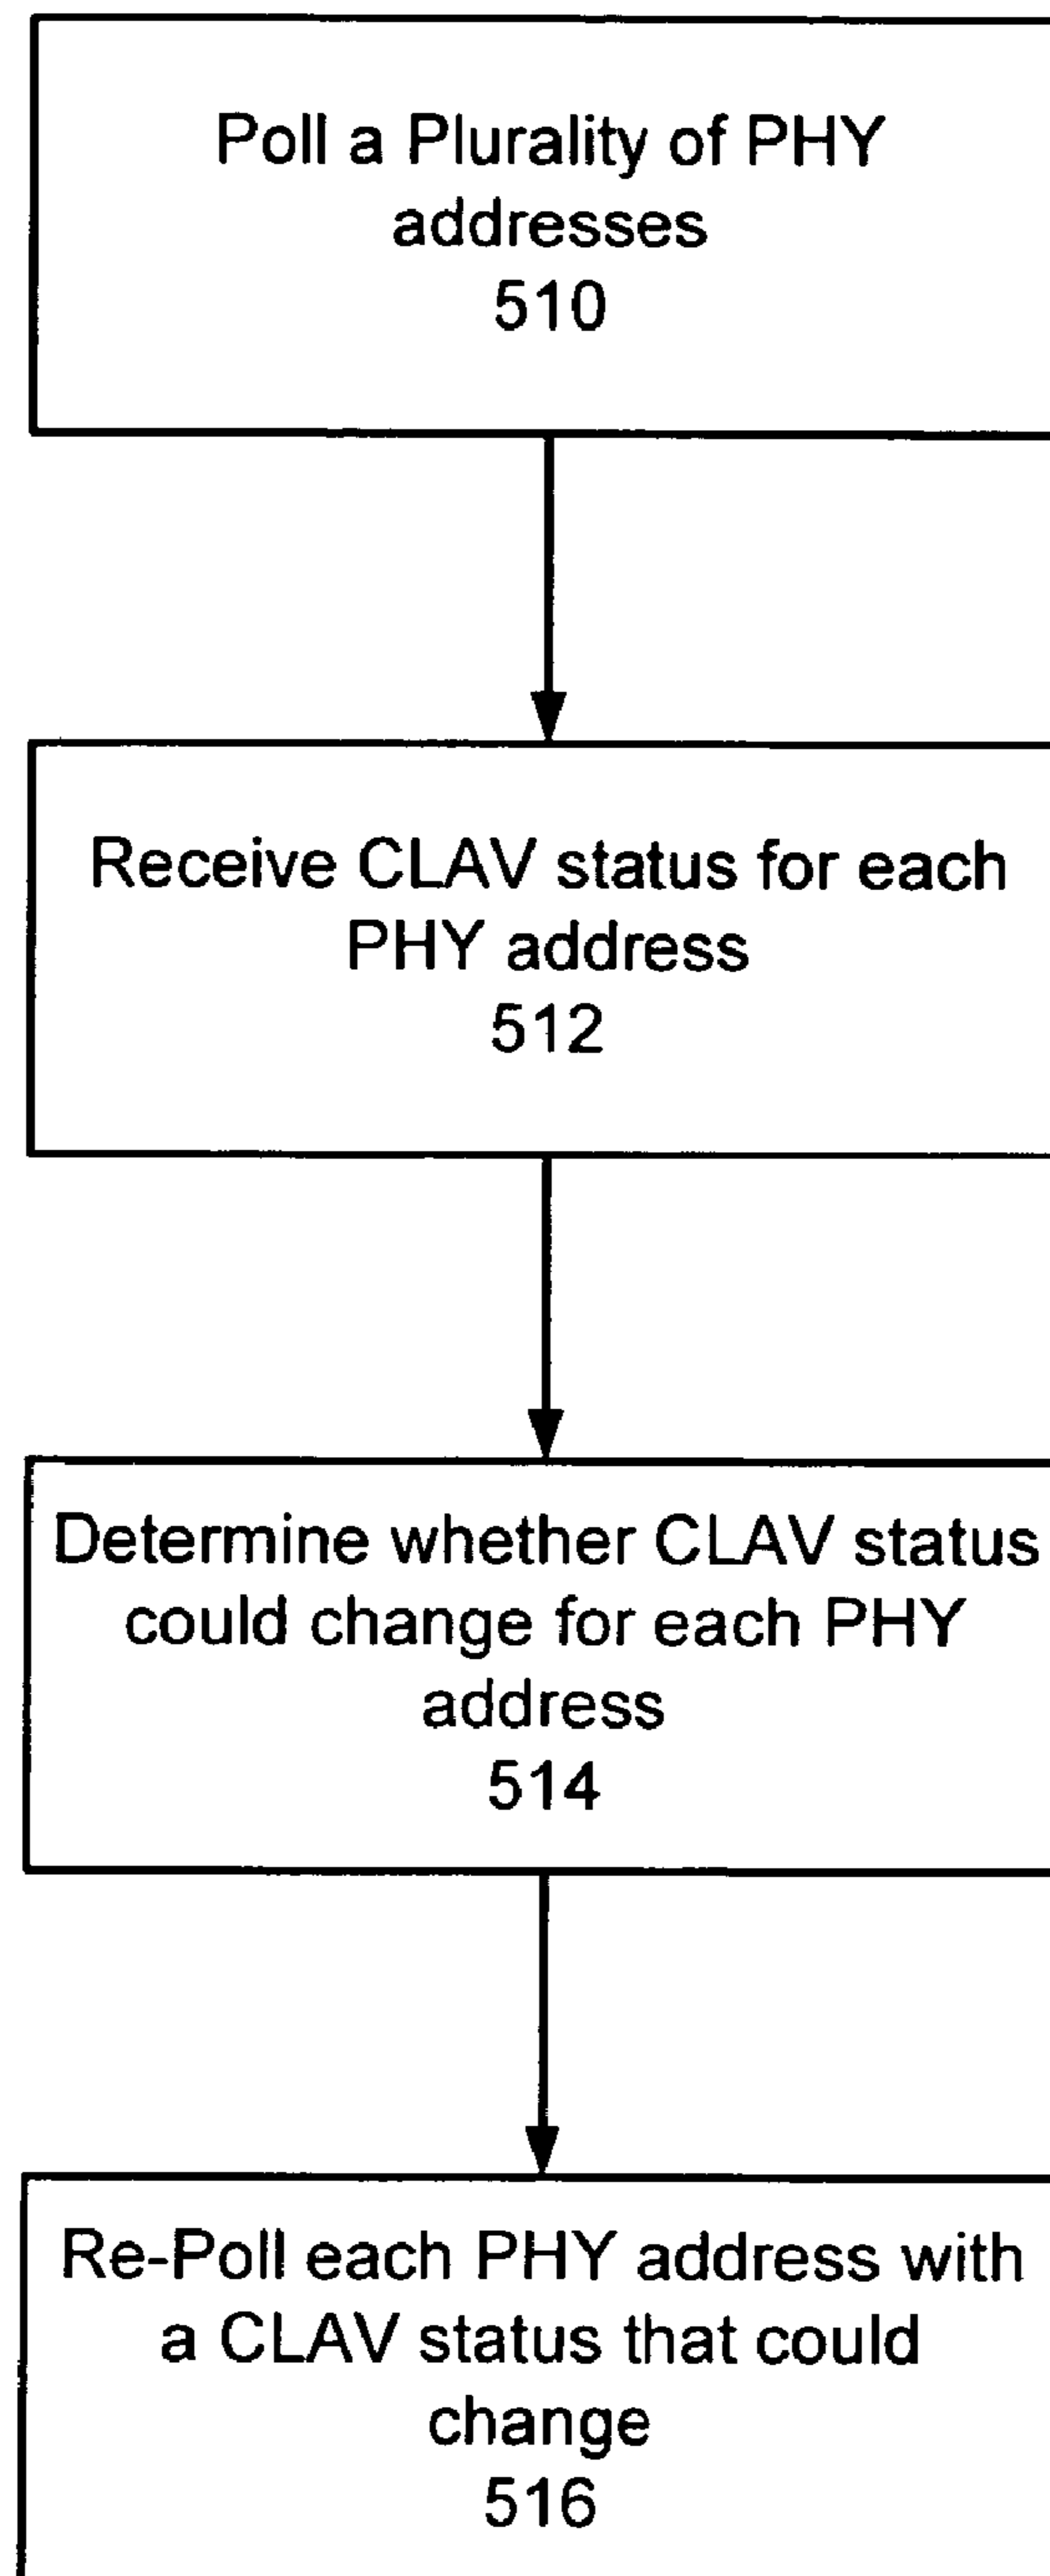 Poll a Plurality of PHY
addresses
510
Receive CLAV status for each
PHY address
512
Determine whether CLAV status
could change for each PHY
address
514
Re-Poll each PHY address with
a CLAV status that could
change
516